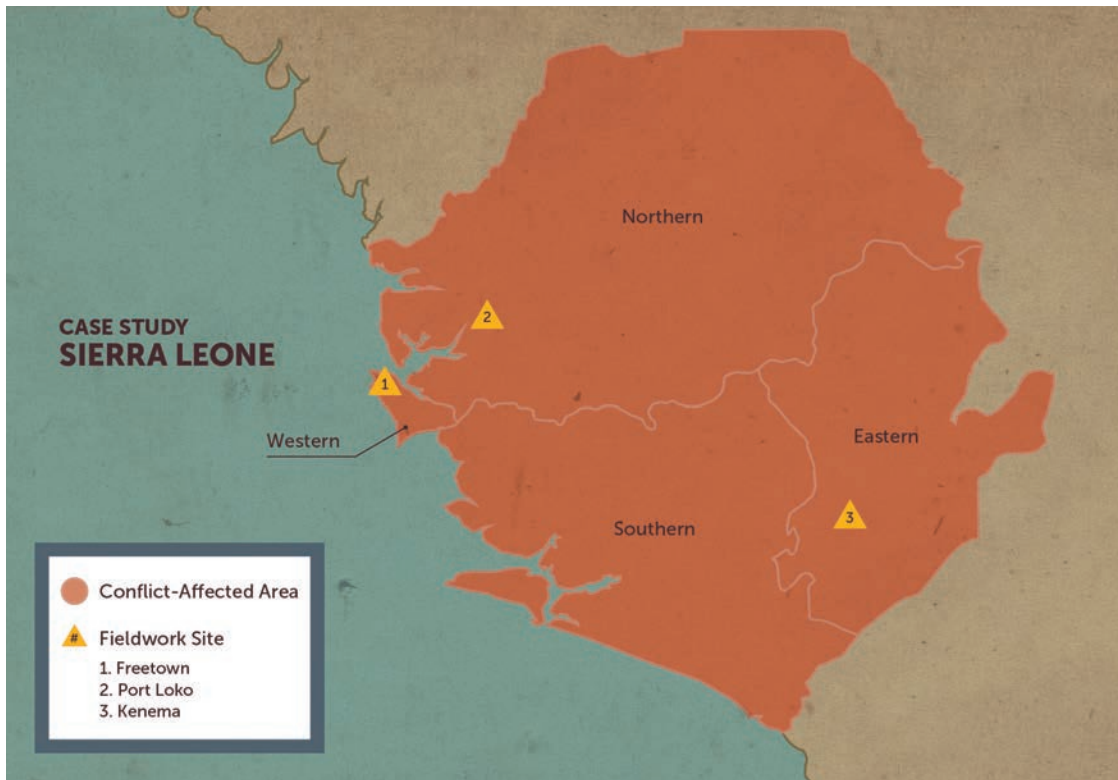 Northern
2
CASE STUDY
SIERRA LEONE
1
Western
Eastern
3
Southern
Conflict-Affected Area
# Fieldwork Site
1. Freetown
2. Port Loko
3. Kenema